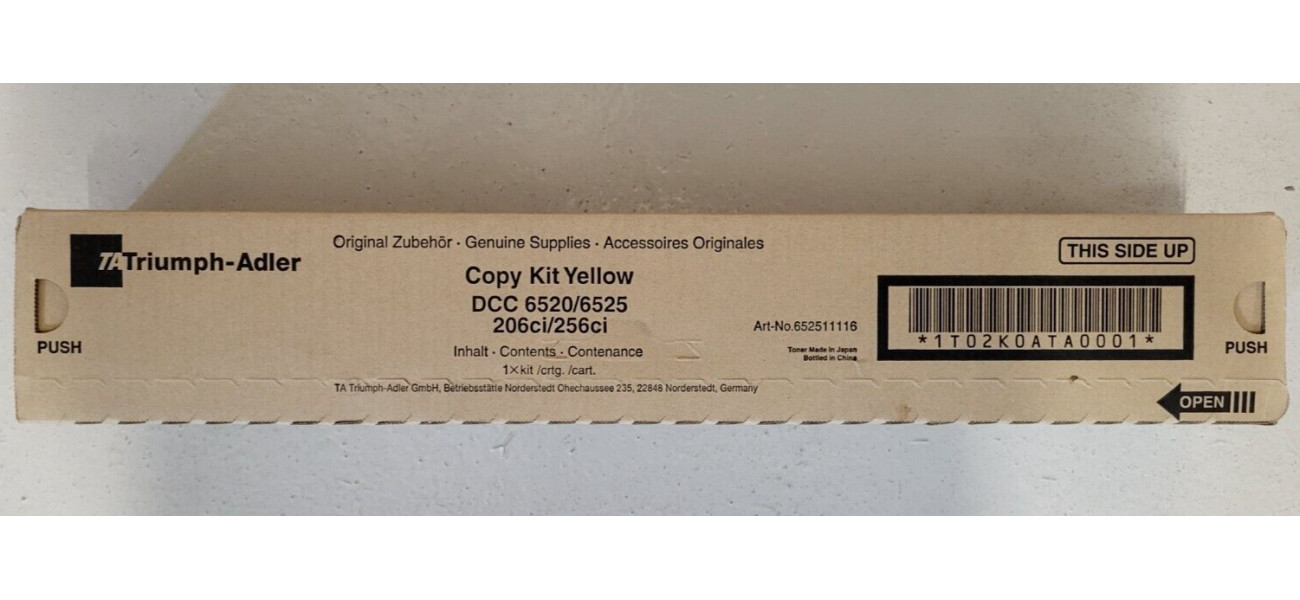 TA Triumph-Adler
Original Zubehör · Genuine Supplies · Accessoires Originales
Copy Kit Yellow
DCC 6520/6525
206ci/256ci
Inhalt · Contents · Contenance
1×kit /crtg. /cart.
TA Triumph-Adler GmbH, Betriebsstätte Norderstedt Ohechaussee 235, 22848 Norderstedt, Germany
PUSH
Art-No.652511116
Toner Made in Japan
Bottled in China
THIS SIDE UP
*1T02K0ATA0001*
PUSH
OPEN